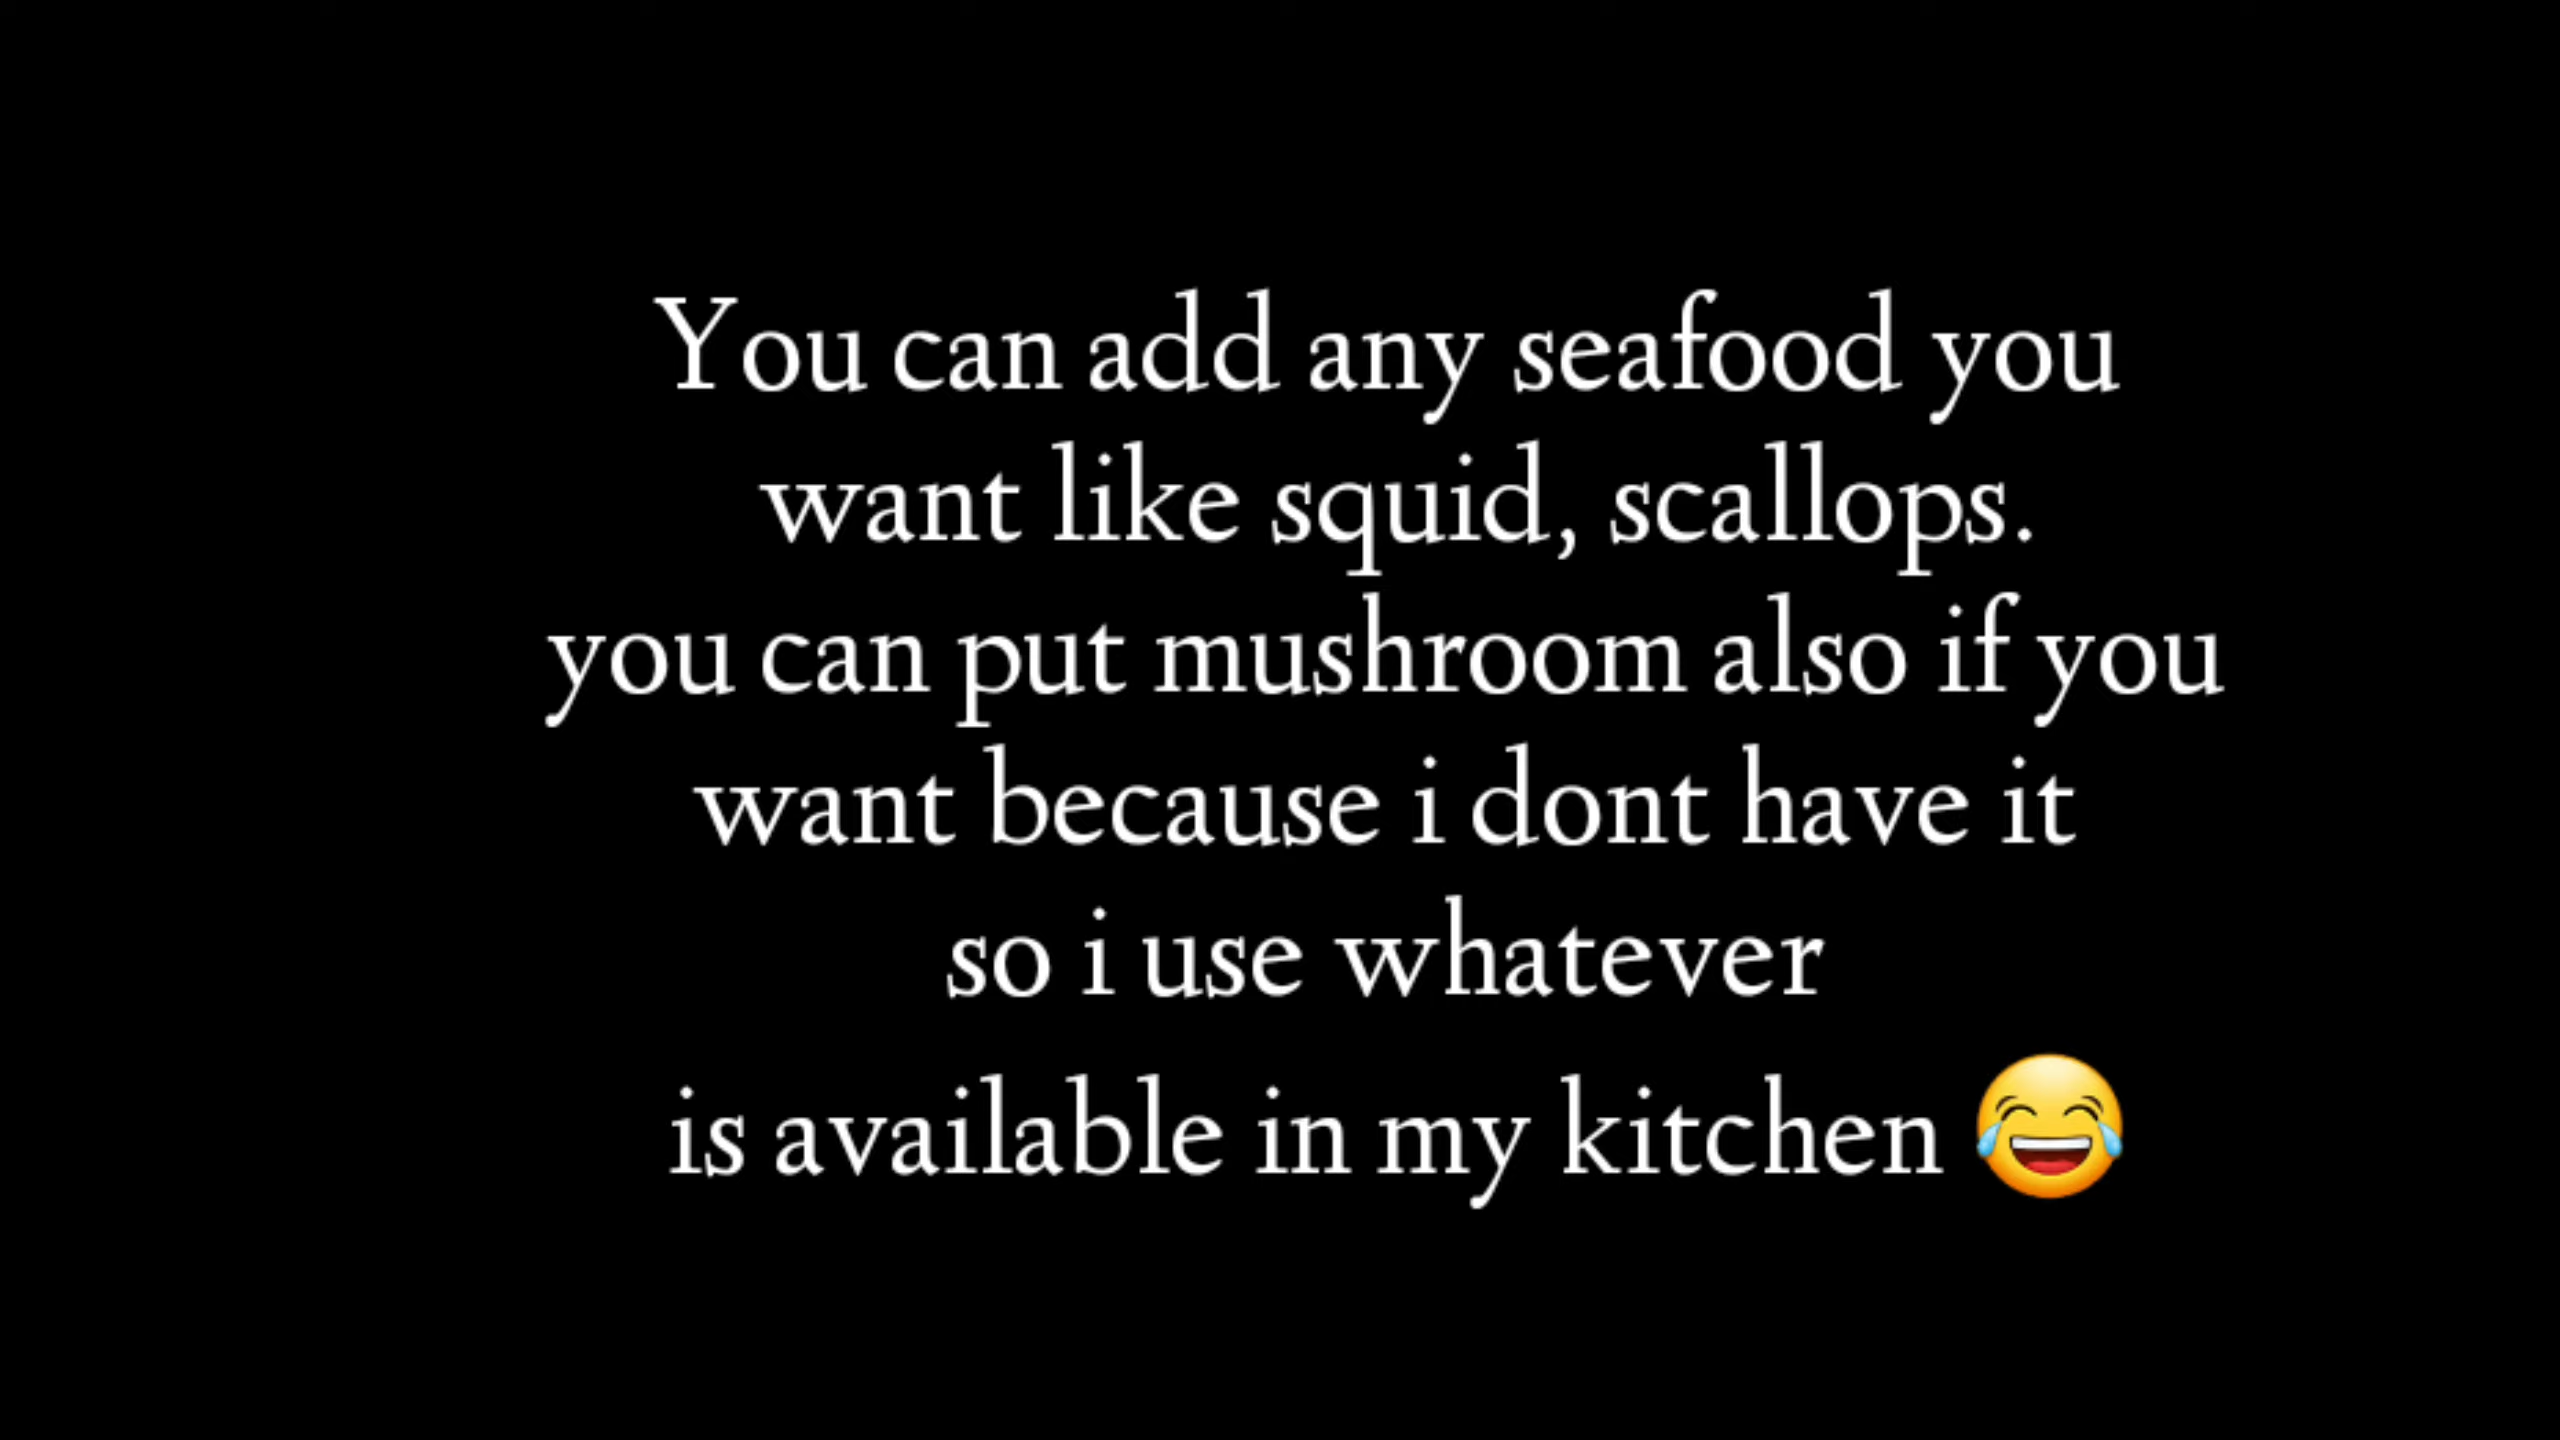 You can add any seafood you
want like squid, scallops.
you can put mushroom also if you
want because i dont have it
so i use whatever
is available in my kitchen 😂